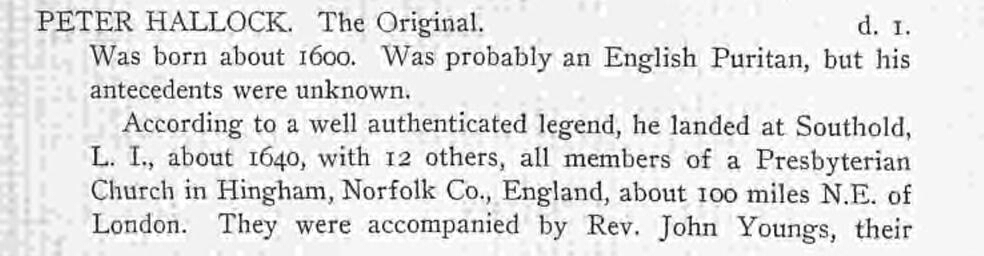 PETER HALLOCK. The Original. d. 1.
Was born about 1600. Was probably an English Puritan, but his
antecedents were unknown.
According to a well authenticated legend, he landed at Southold,
L. I., about 1640, with 12 others, all members of a Presbyterian
Church in Hingham, Norfolk Co., England, about 100 miles N.E. of
London. They were accompanied by Rev. John Youngs, their